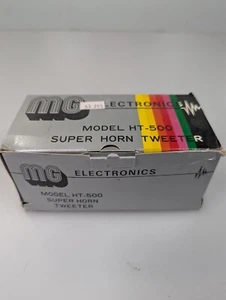 MG ELECTRONICS
MODEL HT-500
SUPER HORN TWEETER
MG ELECTRONICS
MODEL HT-500
SUPER HORN
TWEETER